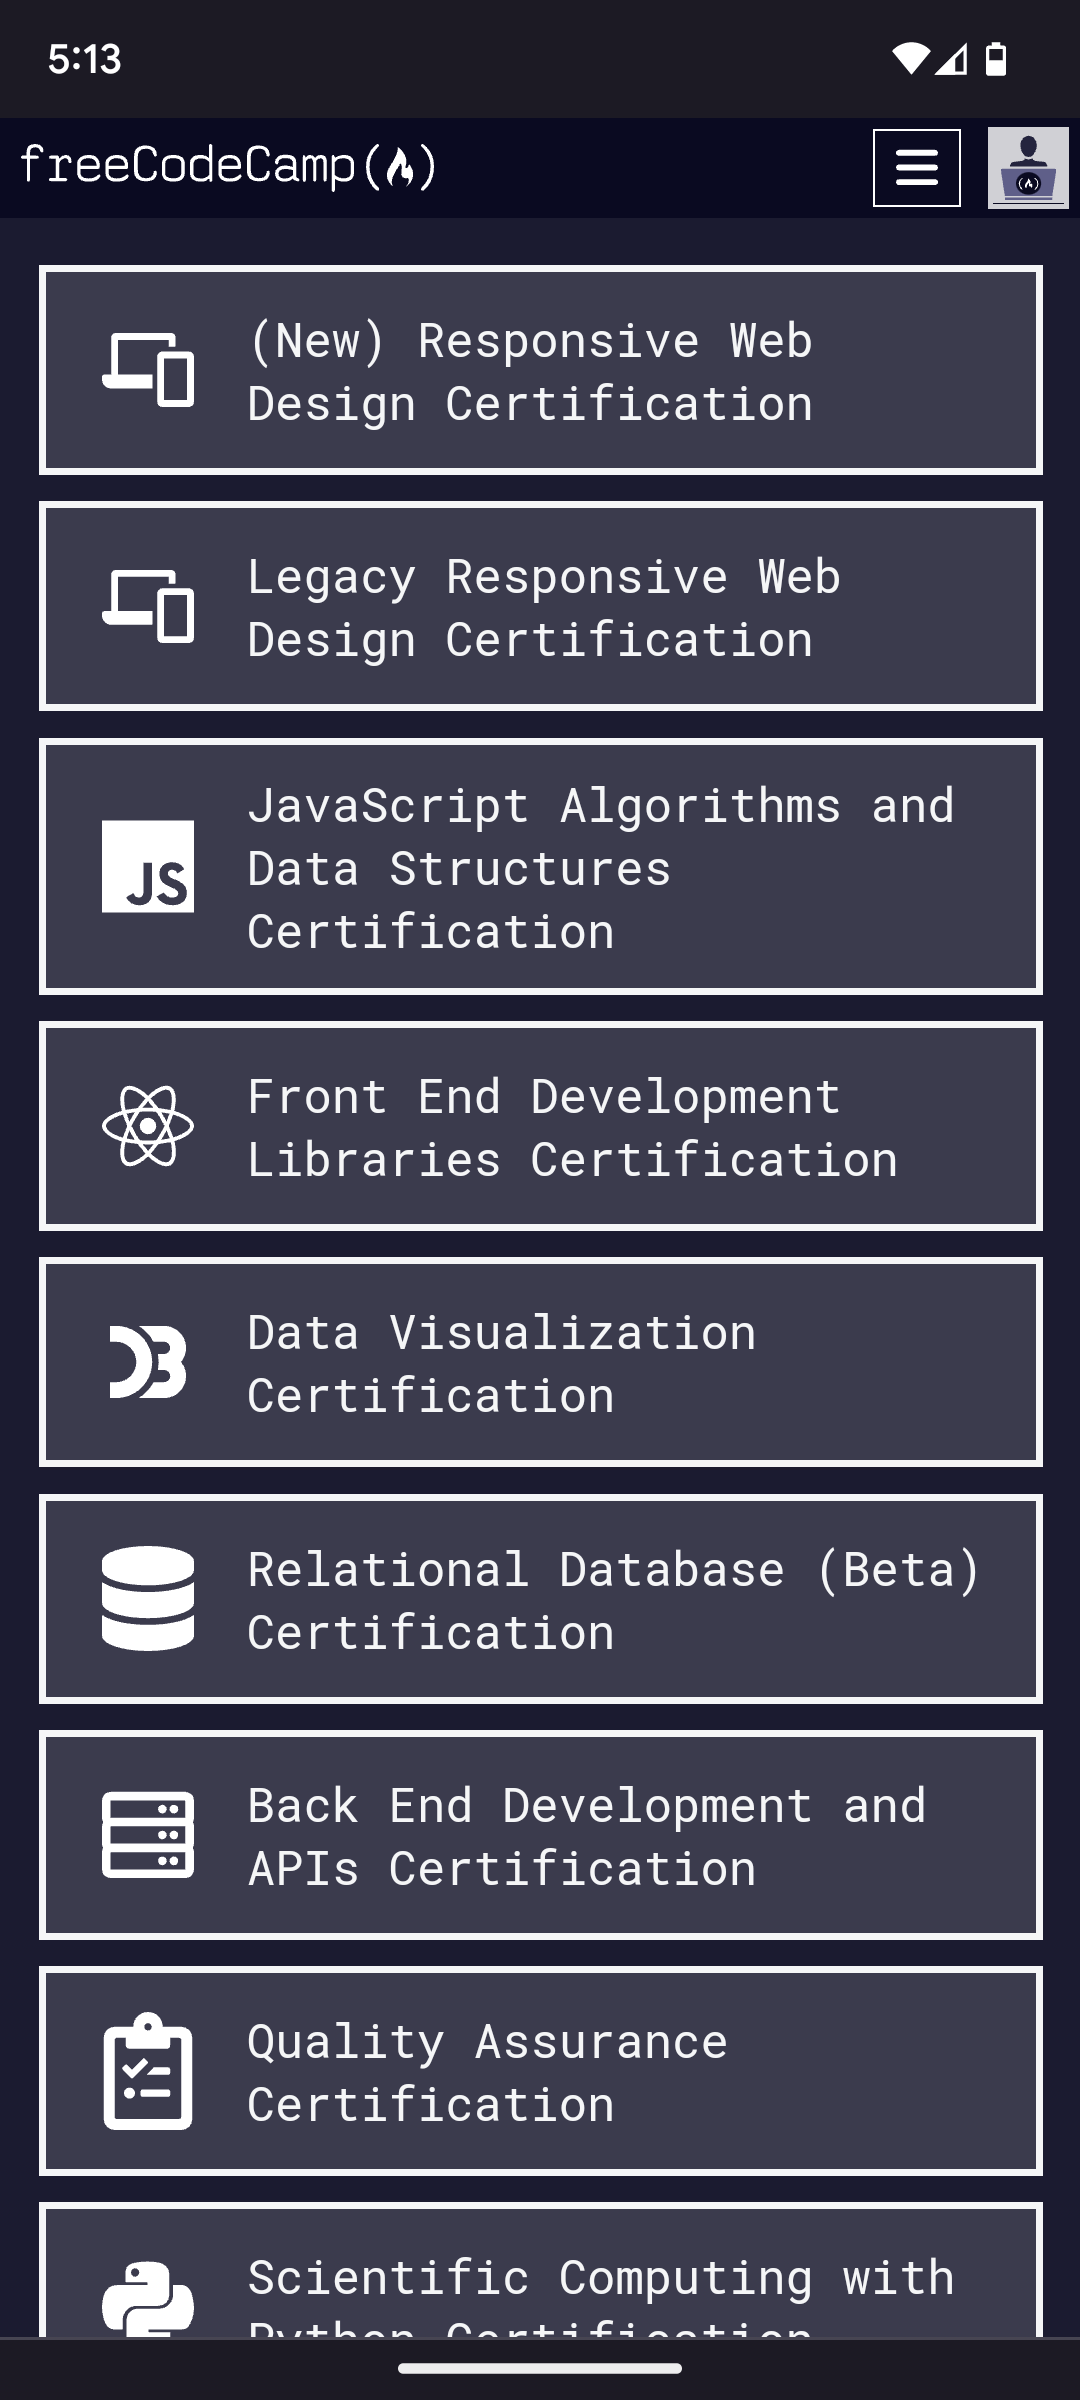 5:13
freeCodeCamp(🔥)
(New) Responsive Web
Design Certification
Legacy Responsive Web
Design Certification
JS
JavaScript Algorithms and
Data Structures
Certification
Front End Development
Libraries Certification
Data Visualization
Certification
Relational Database (Beta)
Certification
Back End Development and
APIs Certification
Quality Assurance
Certification
Scientific Computing with
Python Certification